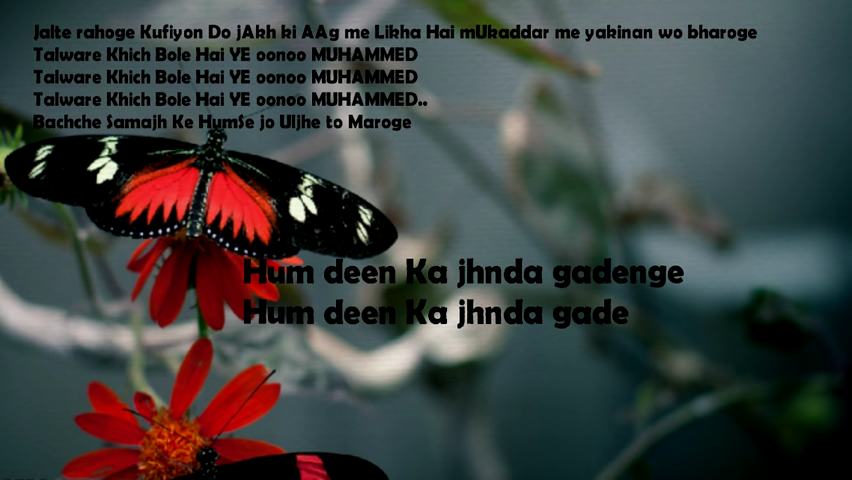 Jalte rahoge Kufiyon Do jAkh ki AAg me Likha Hai mUkaddar me yakinan wo bharoge
Talware Khich Bole Hai YE oonoo MUHAMMED
Talware Khich Bole Hai YE oonoo MUHAMMED
Talware Khich Bole Hai YE oonoo MUHAMMED..
Bachche Samajh Ke HumSe jo Uljhe to Maroge
Hum deen Ka jhnda gadenge
Hum deen Ka jhnda gade